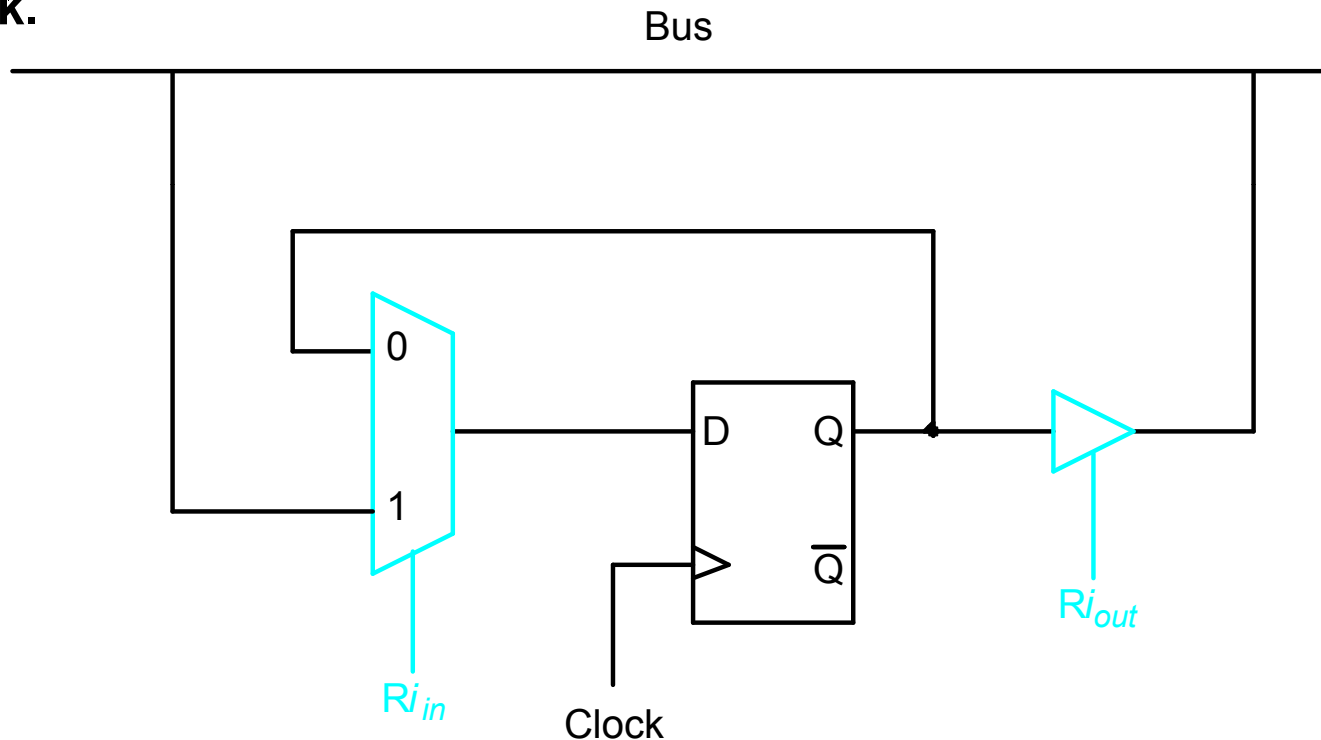 k.
Bus
0
D Q
1
Q̅
Ri out
Ri in
Clock